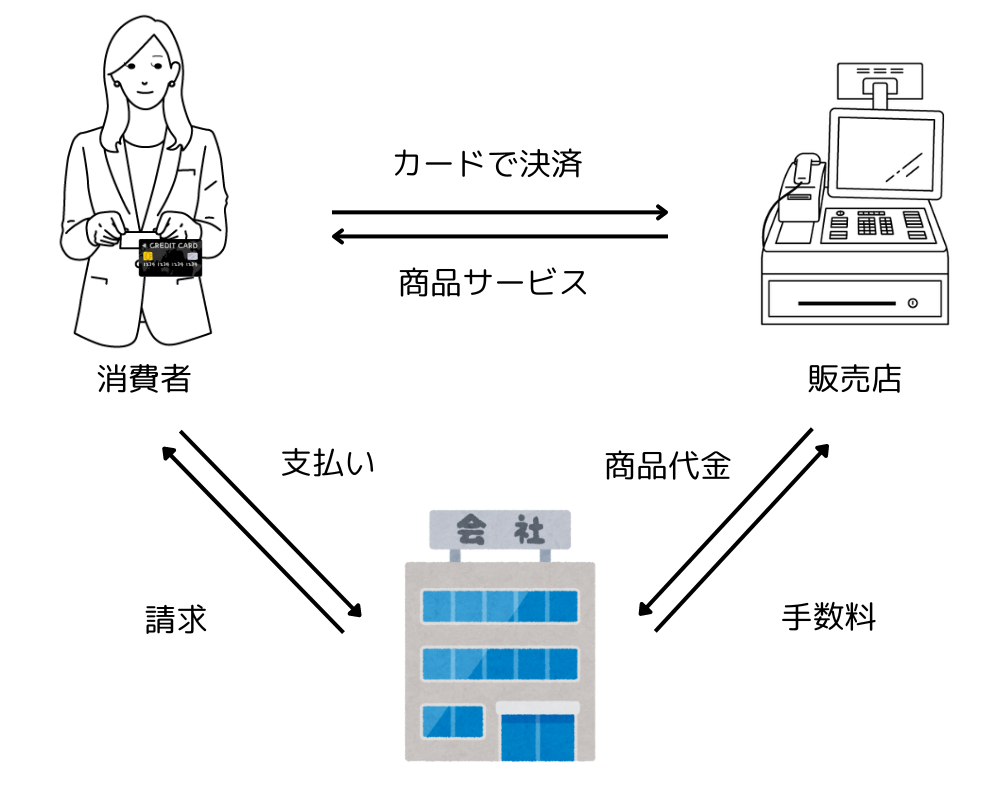 カードで決済
商品サービス
CREDIT CARD
消費者
販売店
支払い
商品代金
会社
請求
手数料